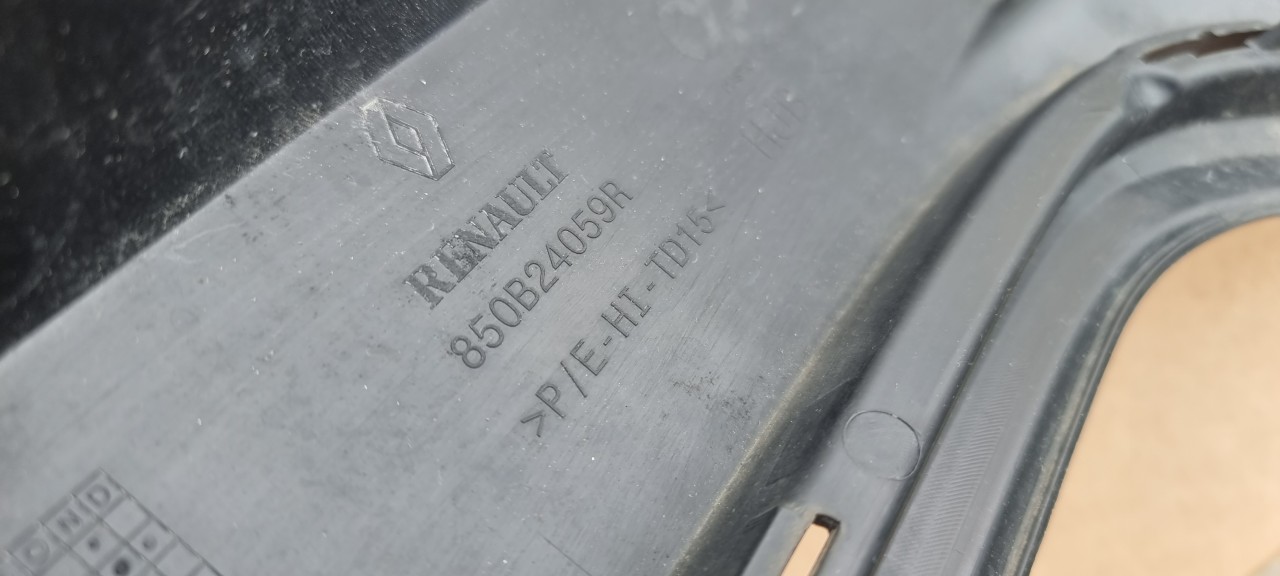 RENAULT
850B24059R
>P/E-HI-TD15<
O N D